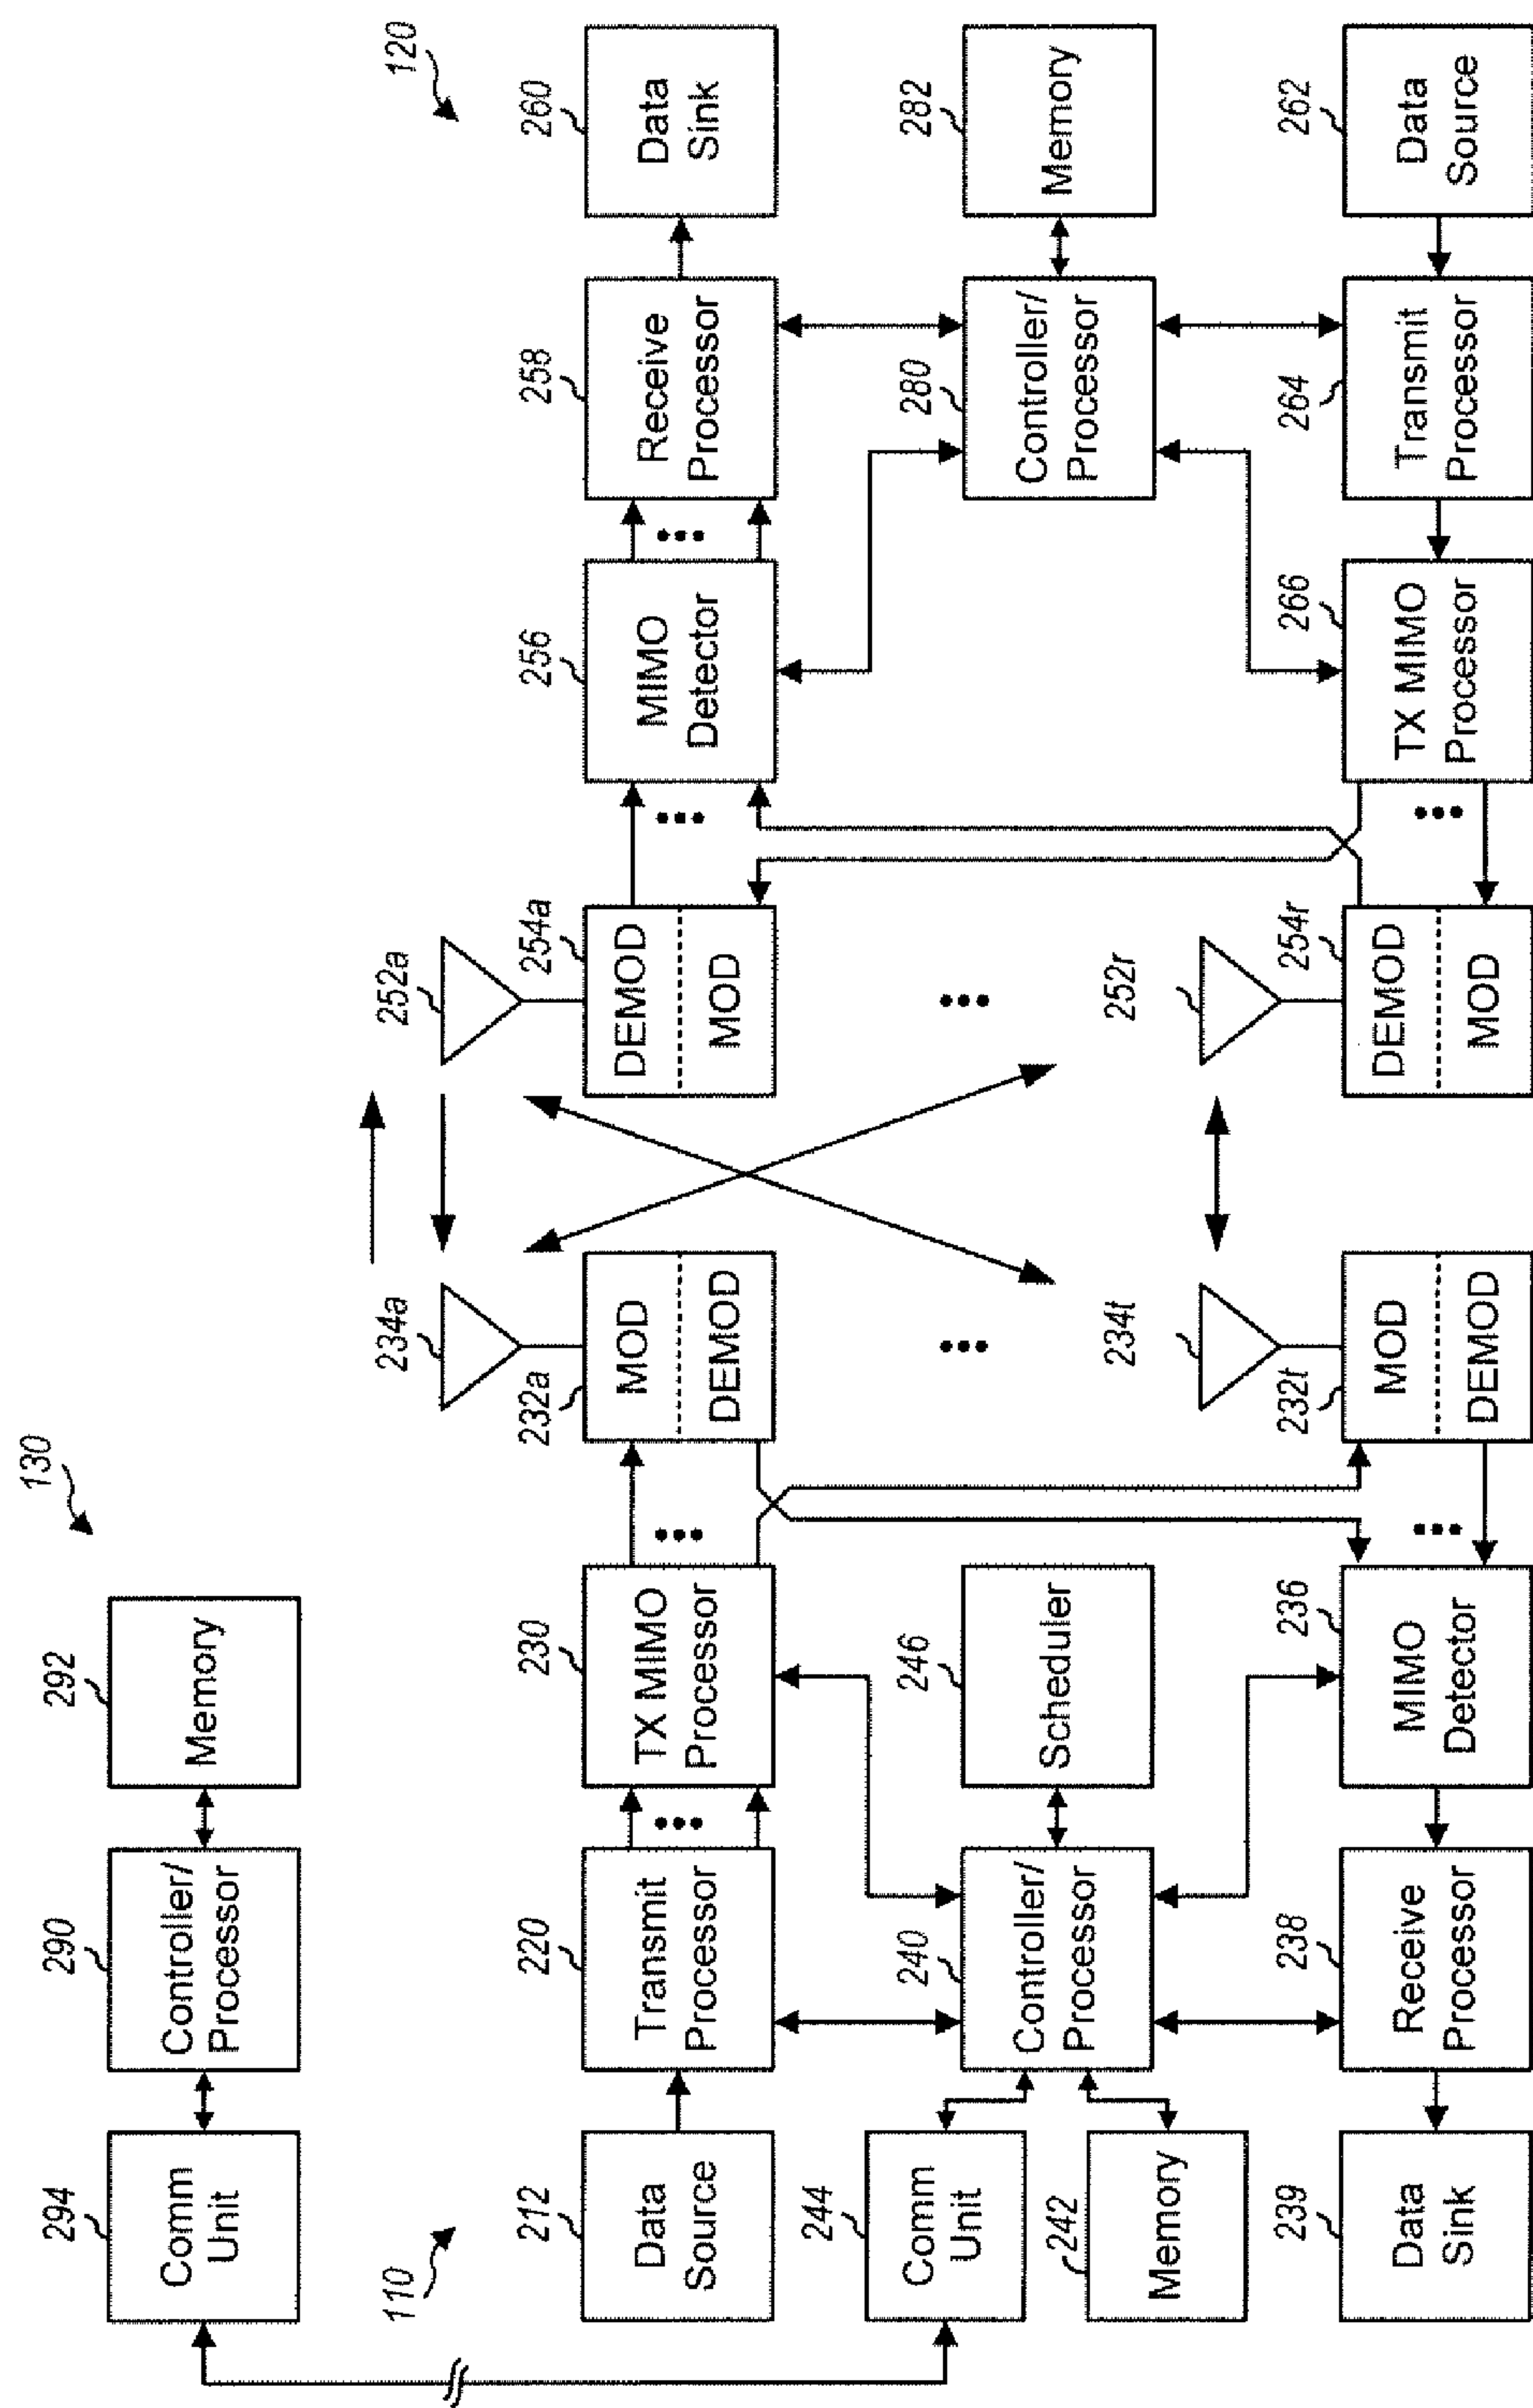 130
294
Comm
Unit
290
Controller/
Processor
292
Memory
110
120
212
Data
Source
220
Transmit
Processor
230
TX MIMO
Processor
232a
MOD
DEMOD
234a
252a
254a
DEMOD
MOD
256
MIMO
Detector
258
Receive
Processor
260
Data
Sink
244
Comm
Unit
242
Memory
240
Controller/
Processor
246
Scheduler
280
Controller/
Processor
282
Memory
239
Data
Sink
238
Receive
Processor
236
MIMO
Detector
232t
MOD
DEMOD
234t
252r
254r
DEMOD
MOD
266
TX MIMO
Processor
264
Transmit
Processor
262
Data
Source